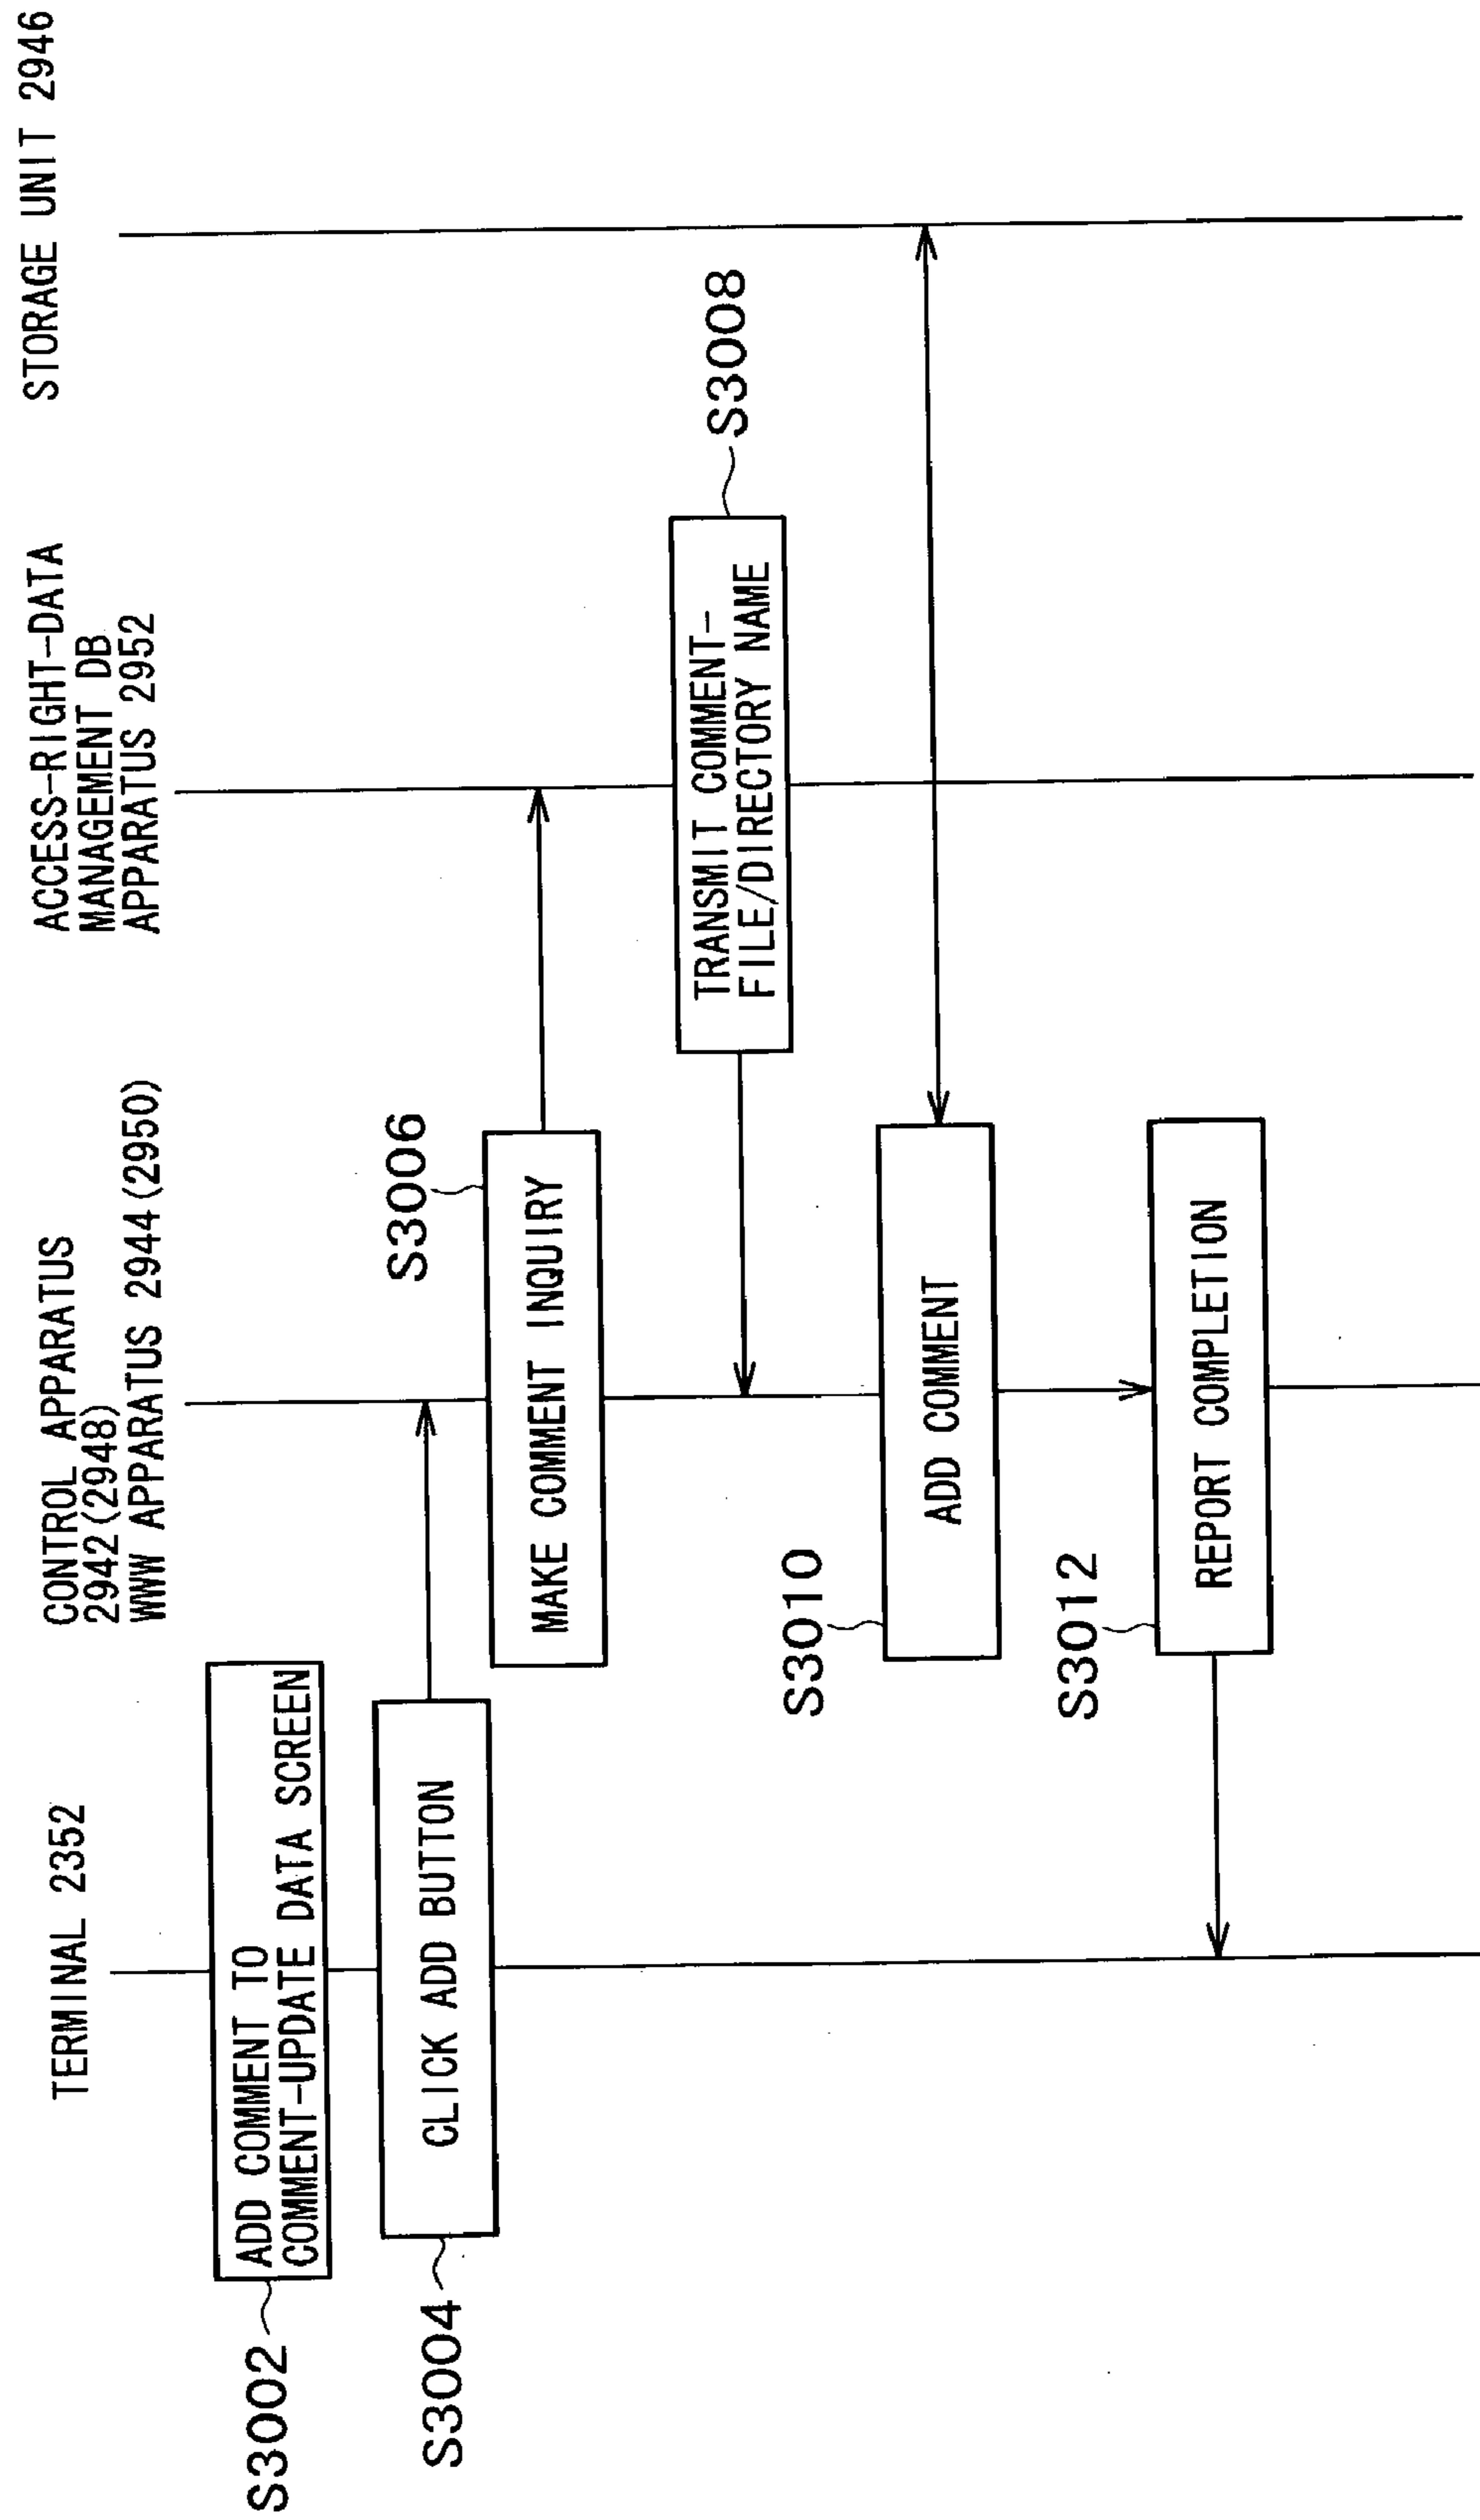 TERMINAL 2352
CONTROL APPARATUS
2942(2948)
WWW APPARATUS 2944(2950)
ACCESS-RIGHT-DATA
MANAGEMENT DB
APPARATUS 2952
STORAGE UNIT 2946
S3002
ADD COMMENT TO
COMMENT-UPDATE DATA SCREEN
S3004
CLICK ADD BUTTON
S3006
MAKE COMMENT INQUIRY
S3008
TRANSMIT COMMENT-
FILE/DIRECTORY NAME
S3010
ADD COMMENT
S3012
REPORT COMPLETION